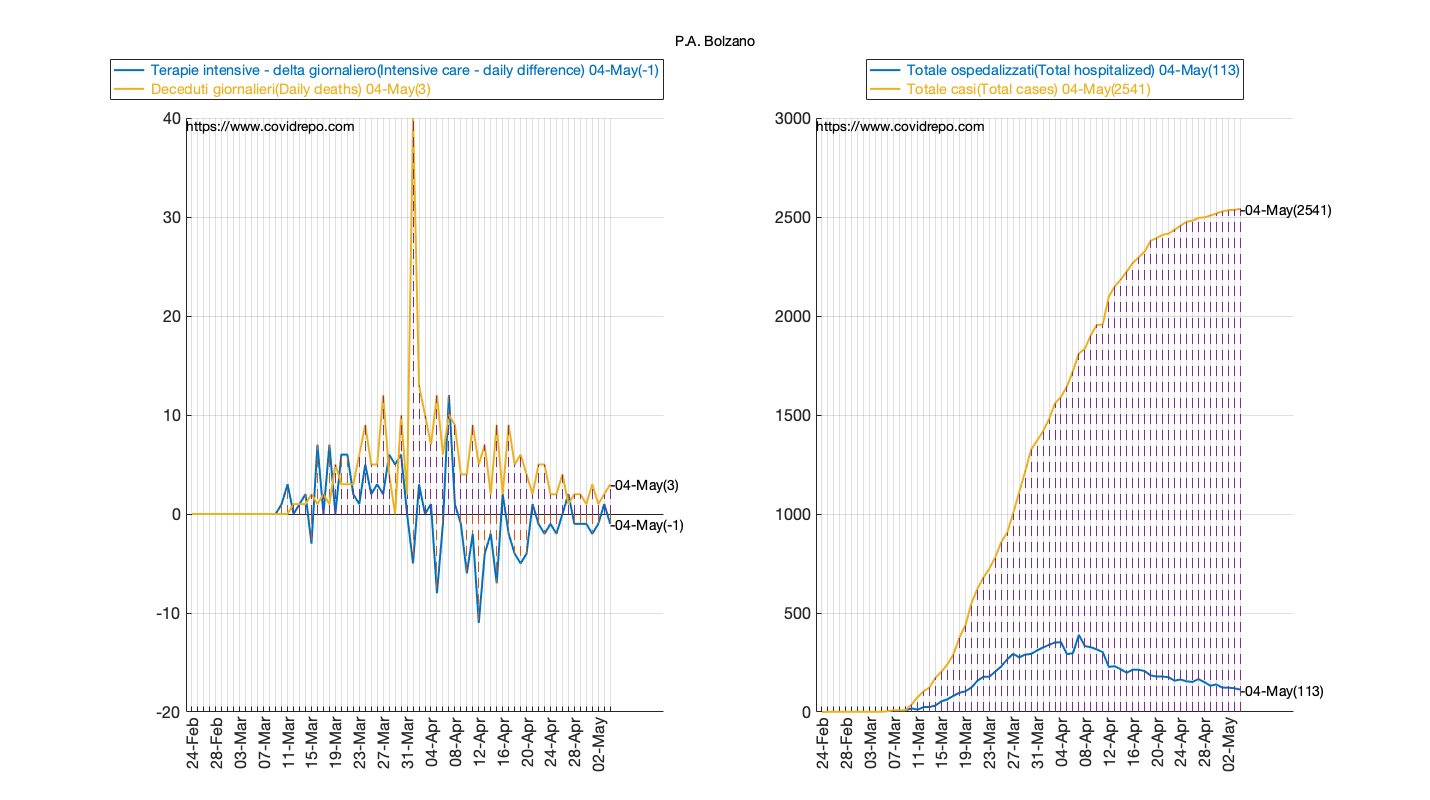 P.A. Bolzano
Terapie intensive - delta giornaliero(Intensive care - daily difference) 04-May(-1)
Deceduti giornalieri(Daily deaths) 04-May(3)
https://www.covidrepo.com
40
30
20
10
0
-10
-20
-04-May(3)
-04-May(-1)
24-Feb
28-Feb
03-Mar
07-Mar
11-Mar
15-Mar
19-Mar
23-Mar
27-Mar
31-Mar
04-Apr
08-Apr
12-Apr
16-Apr
20-Apr
24-Apr
28-Apr
02-May
Totale ospedalizzati(Total hospitalized) 04-May(113)
Totale casi(Total cases) 04-May(2541)
https://www.covidrepo.com
3000
2500
2000
1500
1000
500
0
-04-May(2541)
-04-May(113)
24-Feb
28-Feb
03-Mar
07-Mar
11-Mar
15-Mar
19-Mar
23-Mar
27-Mar
31-Mar
04-Apr
08-Apr
12-Apr
16-Apr
20-Apr
24-Apr
28-Apr
02-May